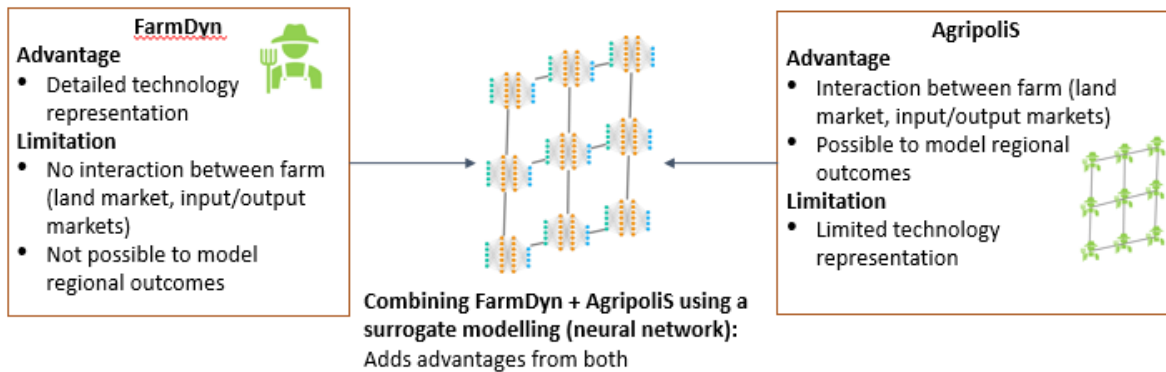 FarmDyn
Advantage
• Detailed technology
representation
Limitation
• No interaction between farm
(land market, input/output
markets)
• Not possible to model
regional outcomes
Combining FarmDyn + AgripoliS using a
surrogate modelling (neural network):
Adds advantages from both
AgripoliS
Advantage
• Interaction between farm (land
market, input/output markets)
• Possible to model regional
outcomes
Limitation
• Limited technology
representation